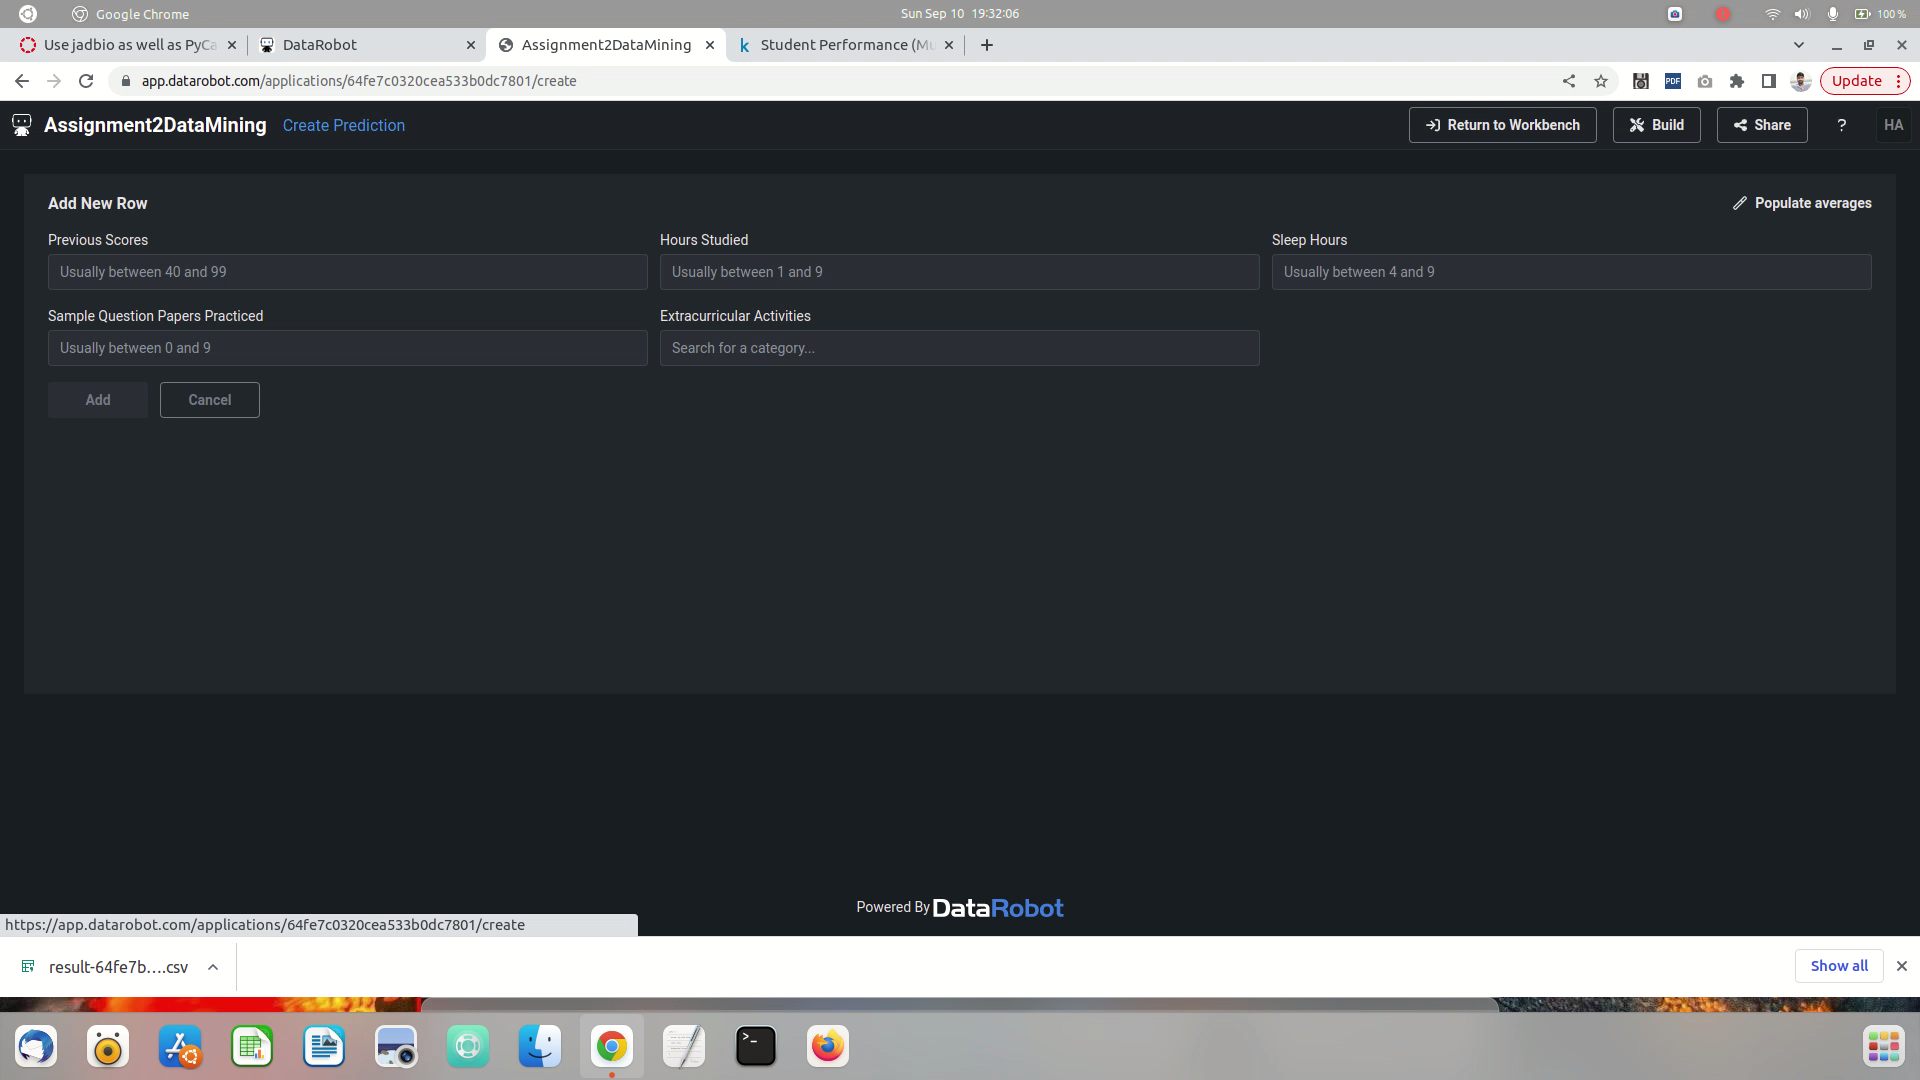 Google Chrome
Sun Sep 10 19:32:06
100 %
Use jadbio as well as PyCa
DataRobot
Assignment2DataMining
Student Performance (Mu
app.datarobot.com/applications/64fe7c0320cea533b0dc7801/create
PDF
Update
Assignment2DataMining
Create Prediction
Return to Workbench
Build
Share
?
HA
Add New Row
Populate averages
Previous Scores
Hours Studied
Sleep Hours
Usually between 40 and 99
Usually between 1 and 9
Usually between 4 and 9
Sample Question Papers Practiced
Extracurricular Activities
Usually between 0 and 9
Search for a category...
Add
Cancel
Powered By DataRobot
https://app.datarobot.com/applications/64fe7c0320cea533b0dc7801/create
result-64fe7b....csv
Show all